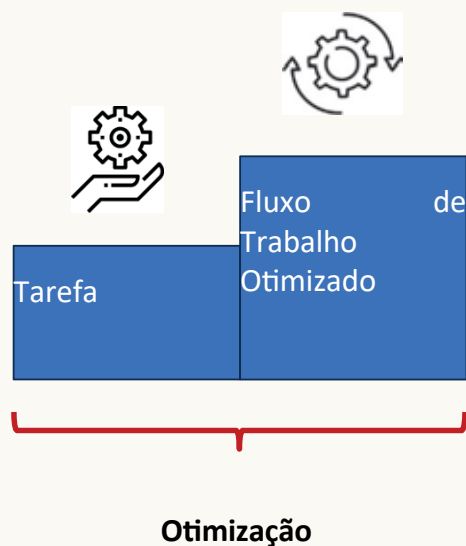 Fluxo de
Trabalho
Otimizado
Tarefa
Otimização